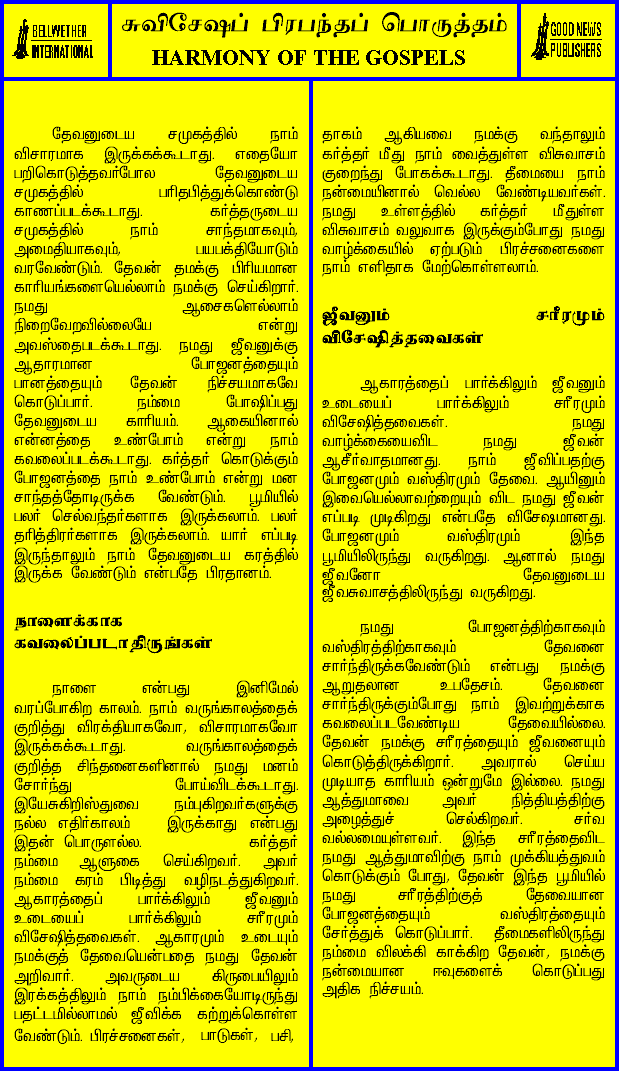 BELLWETHER
INTERNATIONAL
சுவிசேஷப் பிரபந்தப் பொருத்தம்
HARMONY OF THE GOSPELS
GOOD NEWS
PUBLISHERS
தேவனுடைய சமுகத்தில் நாம்
விசாரமாக இருக்கக்கூடாது. எதையோ
பறிகொடுத்தவர்போல தேவனுடைய
சமுகத்தில் பரிதபித்துக்கொண்டு
காணப்படக்கூடாது. கர்த்தருடைய
சமுகத்தில் நாம் சாந்தமாகவும்,
அமைதியாகவும், பயபக்தியோடும்
வரவேண்டும். தேவன் தமக்கு பிரியமான
காரியங்களையெல்லாம் நமக்கு செய்கிறார்.
நமது ஆசைகளெல்லாம்
நிறைவேறவில்லையே என்று
அவஸ்தைபடக்கூடாது. நமது ஜீவனுக்கு
ஆதாரமான போஜனத்தையும்
பானத்தையும் தேவன் நிச்சயமாகவே
கொடுப்பார். நம்மை போஷிப்பது
தேவனுடைய காரியம். ஆகையினால்
என்னத்தை உண்போம் என்று நாம்
கவலைப்படக்கூடாது. கர்த்தர் கொடுக்கும்
போஜனத்தை நாம் உண்போம் என்று மன
சாந்தத்தோடிருக்க வேண்டும். பூமியில்
பலர் செல்வந்தர்களாக இருக்கலாம். பலர்
தரித்திரர்களாக இருக்கலாம். யார் எப்படி
இருந்தாலும் நாம் தேவனுடைய கரத்தில்
இருக்க வேண்டும் என்பதே பிரதானம்.
நாளைக்காக
கவலைப்படாதிருங்கள்
நாளை என்பது இனிமேல்
வரப்போகிற காலம். நாம் வருங்காலத்தைக்
குறித்து விரக்தியாகவோ, விசாரமாகவோ
இருக்கக்கூடாது. வருங்காலத்தைக்
குறித்த சிந்தனைகளினால் நமது மனம்
சோர்ந்து போய்விடக்கூடாது.
இயேசுகிறிஸ்துவை நம்புகிறவர்களுக்கு
நல்ல எதிர்காலம் இருக்காது என்பது
இதன் பொருளல்ல. கர்த்தர்
நம்மை ஆளுகை செய்கிறவர். அவர்
நம்மை கரம் பிடித்து வழிநடத்துகிறவர்.
ஆகாரத்தைப் பார்க்கிலும் ஜீவனும்
உடையைப் பார்க்கிலும் சரீரமும்
விசேஷித்தவைகள். ஆகாரமும் உடையும்
நமக்குத் தேவையென்பதை நமது தேவன்
அறிவார். அவருடைய கிருபையிலும்
இரக்கத்திலும் நாம் நம்பிக்கையோடிருந்து
பதட்டமில்லாமல் ஜீவிக்க கற்றுக்கொள்ள
வேண்டும். பிரச்சனைகள், பாடுகள், பசி,
தாகம் ஆகியவை நமக்கு வந்தாலும்
கர்த்தர் மீது நாம் வைத்துள்ள விசுவாசம்
குறைந்து போகக்கூடாது. தீமையை நாம்
நன்மையினால் வெல்ல வேண்டியவர்கள்.
நமது உள்ளத்தில் கர்த்தர் மீதுள்ள
விசுவாசம் வலுவாக இருக்கும்போது நமது
வாழ்க்கையில் ஏற்படும் பிரச்சனைகளை
நாம் எளிதாக மேற்கொள்ளலாம்.
ஜீவனும் சரீரமும்
விசேஷித்தவைகள்
ஆகாரத்தைப் பார்க்கிலும் ஜீவனும்
உடையைப் பார்க்கிலும் சரீரமும்
விசேஷித்தவைகள். நமது
வாழ்க்கையைவிட நமது ஜீவன்
ஆசீர்வாதமானது. நாம் ஜீவிப்பதற்கு
போஜனமும் வஸ்திரமும் தேவை. ஆயினும்
இவையெல்லாவற்றையும் விட நமது ஜீவன்
எப்படி முடிகிறது என்பதே விசேஷமானது.
போஜனமும் வஸ்திரமும் இந்த
பூமியிலிருந்து வருகிறது. ஆனால் நமது
ஜீவனோ தேவனுடைய
ஜீவசுவாசத்திலிருந்து வருகிறது.
நமது போஜனத்திற்காகவும்
வஸ்திரத்திற்காகவும் தேவனை
சார்ந்திருக்கவேண்டும் என்பது நமக்கு
ஆறுதலான உபதேசம். தேவனை
சார்ந்திருக்கும்போது நாம் இவற்றுக்காக
கவலைப்படவேண்டிய தேவையில்லை.
தேவன் நமக்கு சரீரத்தையும் ஜீவனையும்
கொடுத்திருக்கிறார். அவரால் செய்ய
முடியாத காரியம் ஒன்றுமே இல்லை. நமது
ஆத்துமாவை அவர் நித்தியத்திற்கு
அழைத்துச் செல்கிறவர். சர்வ
வல்லமையுள்ளவர். இந்த சரீரத்தைவிட
நமது ஆத்துமாவிற்கு நாம் முக்கியத்துவம்
கொடுக்கும் போது, தேவன் இந்த பூமியில்
நமது சரீரத்திற்குத் தேவையான
போஜனத்தையும் வஸ்திரத்தையும்
சேர்த்துக் கொடுப்பார். தீமைகளிலிருந்து
நம்மை விலக்கி காக்கிற தேவன், நமக்கு
நன்மையான ஈவுகளைக் கொடுப்பது
அதிக நிச்சயம்.